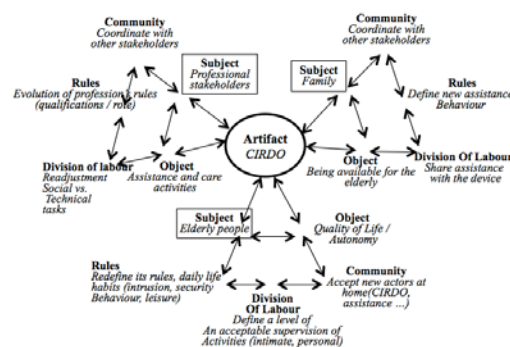 Community
Coordinate with
other stakeholders
Subject
Professional
stakeholders
Rules
Evolution of profession rules
(qualifications / role)
Division of labour
Readjustment
Social vs.
Technical
tasks
Object
Assistance and care
activities
Artifact
CIRDO
Community
Coordinate with
other stakeholders
Subject
Family
Rules
Define new assistance
Behaviour
Object
Being available for the
elderly
Division Of Labour
Share assistance
with the device
Subject
Elderly people
Object
Quality of Life /
Autonomy
Rules
Redefine its rules, daily life
habits (intrusion, security
Behaviour, leisure)
Division
Of Labour
Define a level of
An acceptable supervision of
Activities (intimate, personal)
Community
Accept new actors at
home(CIRDO,
assistance ...)